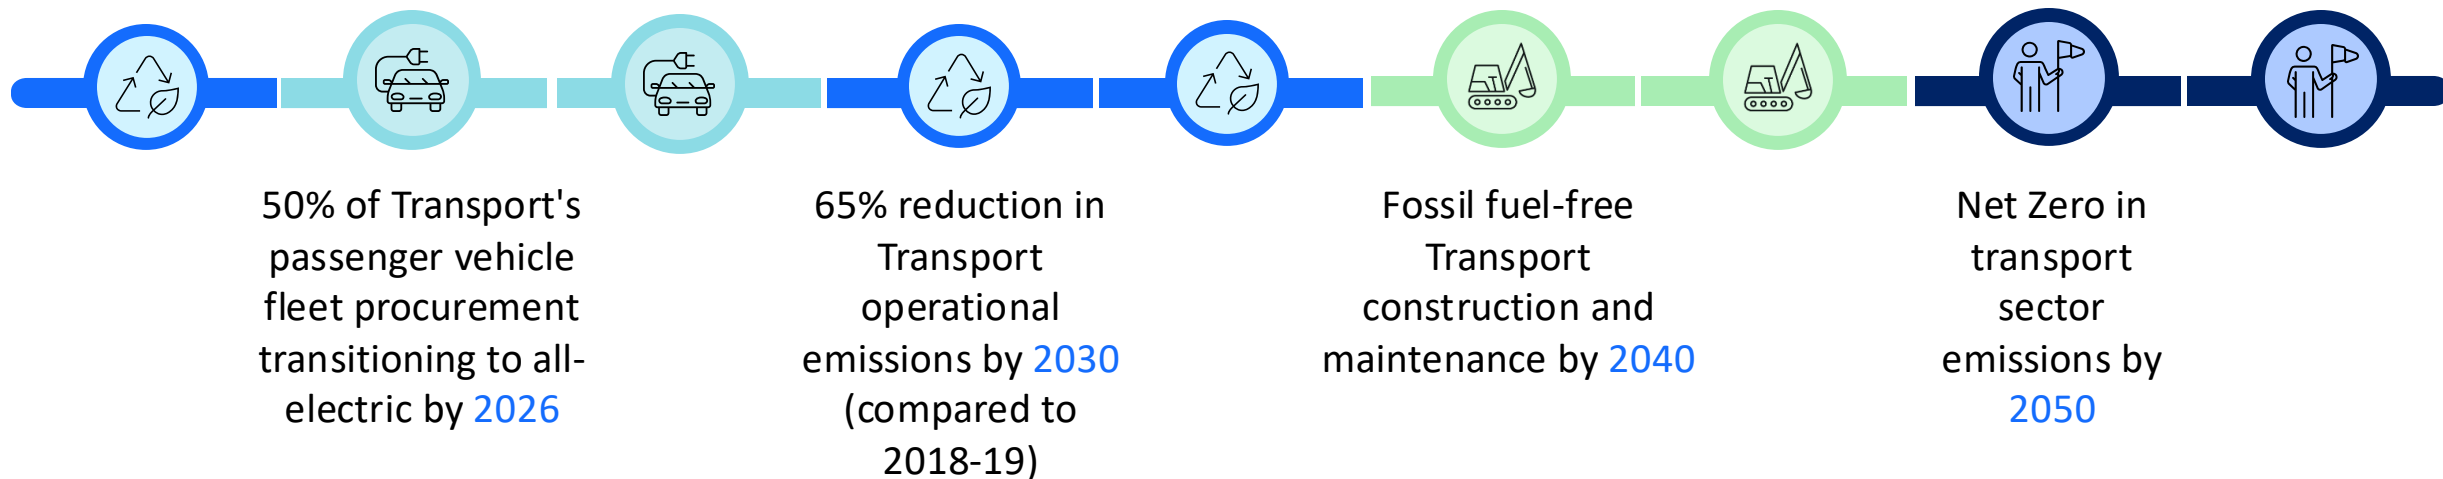 50% of Transport's
passenger vehicle
fleet procurement
transitioning to all-
electric by 2026
65% reduction in
Transport
operational
emissions by 2030
(compared to
2018-19)
Fossil fuel-free
Transport
construction and
maintenance by 2040
Net Zero in
transport
sector
emissions by
2050